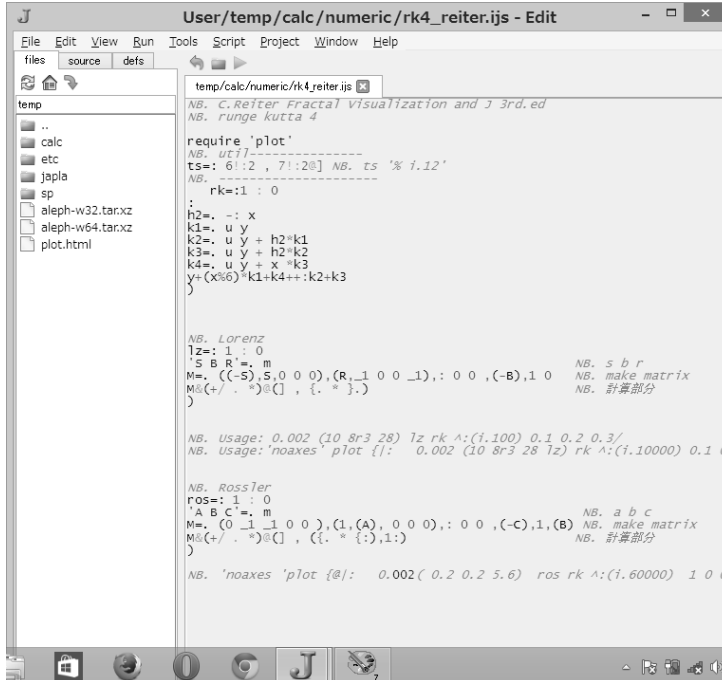 User/temp/calc/numeric/rk4_reiter.ijs - Edit
File Edit View Run Tools Script Project Window Help
files source defs
temp/calc/numeric/rk4_reiter.ijs
temp
..
calc
etc
japla
sp
aleph-w32.tar.xz
aleph-w64.tar.xz
plot.html
NB. C.Reiter Fractal Visualization and J 3rd.ed
NB. runge kutta 4
require 'plot'
NB. util---------------
ts=: 6!:2 , 7!:2@] NB. ts '% i.12'
NB. ---------------------
rk=:1 : 0
:
h2=. -: x
k1=. u y
k2=. u y + h2*k1
k3=. u y + h2*k2
k4=. u y + x *k3
y+(x%6)*k1+k4++:k2+k3
)
NB. Lorenz
lz=: 1 : 0
'S B R'=. m NB. s b r
M=. ((-S),S,0 0 0),(R,_1 0 0 _1),: 0 0 ,(-B),1 0 NB. make matrix
M&(+/ . *)@(] , {. * }.) NB. 計算部分
)
NB. Usage: 0.002 (10 8r3 28) lz rk ^:(i.100) 0.1 0.2 0.3/
NB. Usage:'noaxes' plot {|: 0.002 (10 8r3 28 lz) rk ^:(i.10000) 0.1
NB. Rossler
ros=: 1 : 0
'A B C'=. m NB. a b c
M=. (0 _1 _1 0 0 ),(1,(A), 0 0 0),: 0 0 ,(-C),1,(B) NB. make matrix
M&(+/ . *)@(] , ({. * {:),1:) NB. 計算部分
)
NB. 'noaxes 'plot {@|: 0.002( 0.2 0.2 5.6) ros rk ^:(i.60000) 1 0